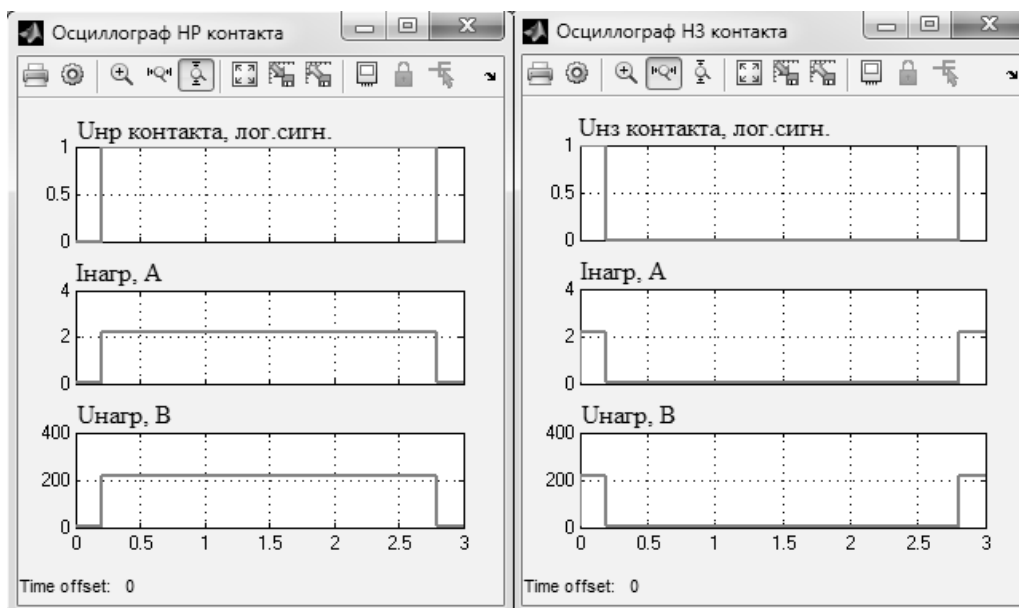 Осциллограф НР контакта
Uнр контакта, лог.сигн.
1
0.5
0
Iнагр, А
4
2
0
Uнагр, В
400
200
0
0 0.5 1 1.5 2 2.5 3
Time offset: 0
Осциллограф НЗ контакта
Uнз контакта, лог.сигн.
1
0.5
0
Iнагр, А
4
2
0
Uнагр, В
400
200
0
0 0.5 1 1.5 2 2.5 3
Time offset: 0